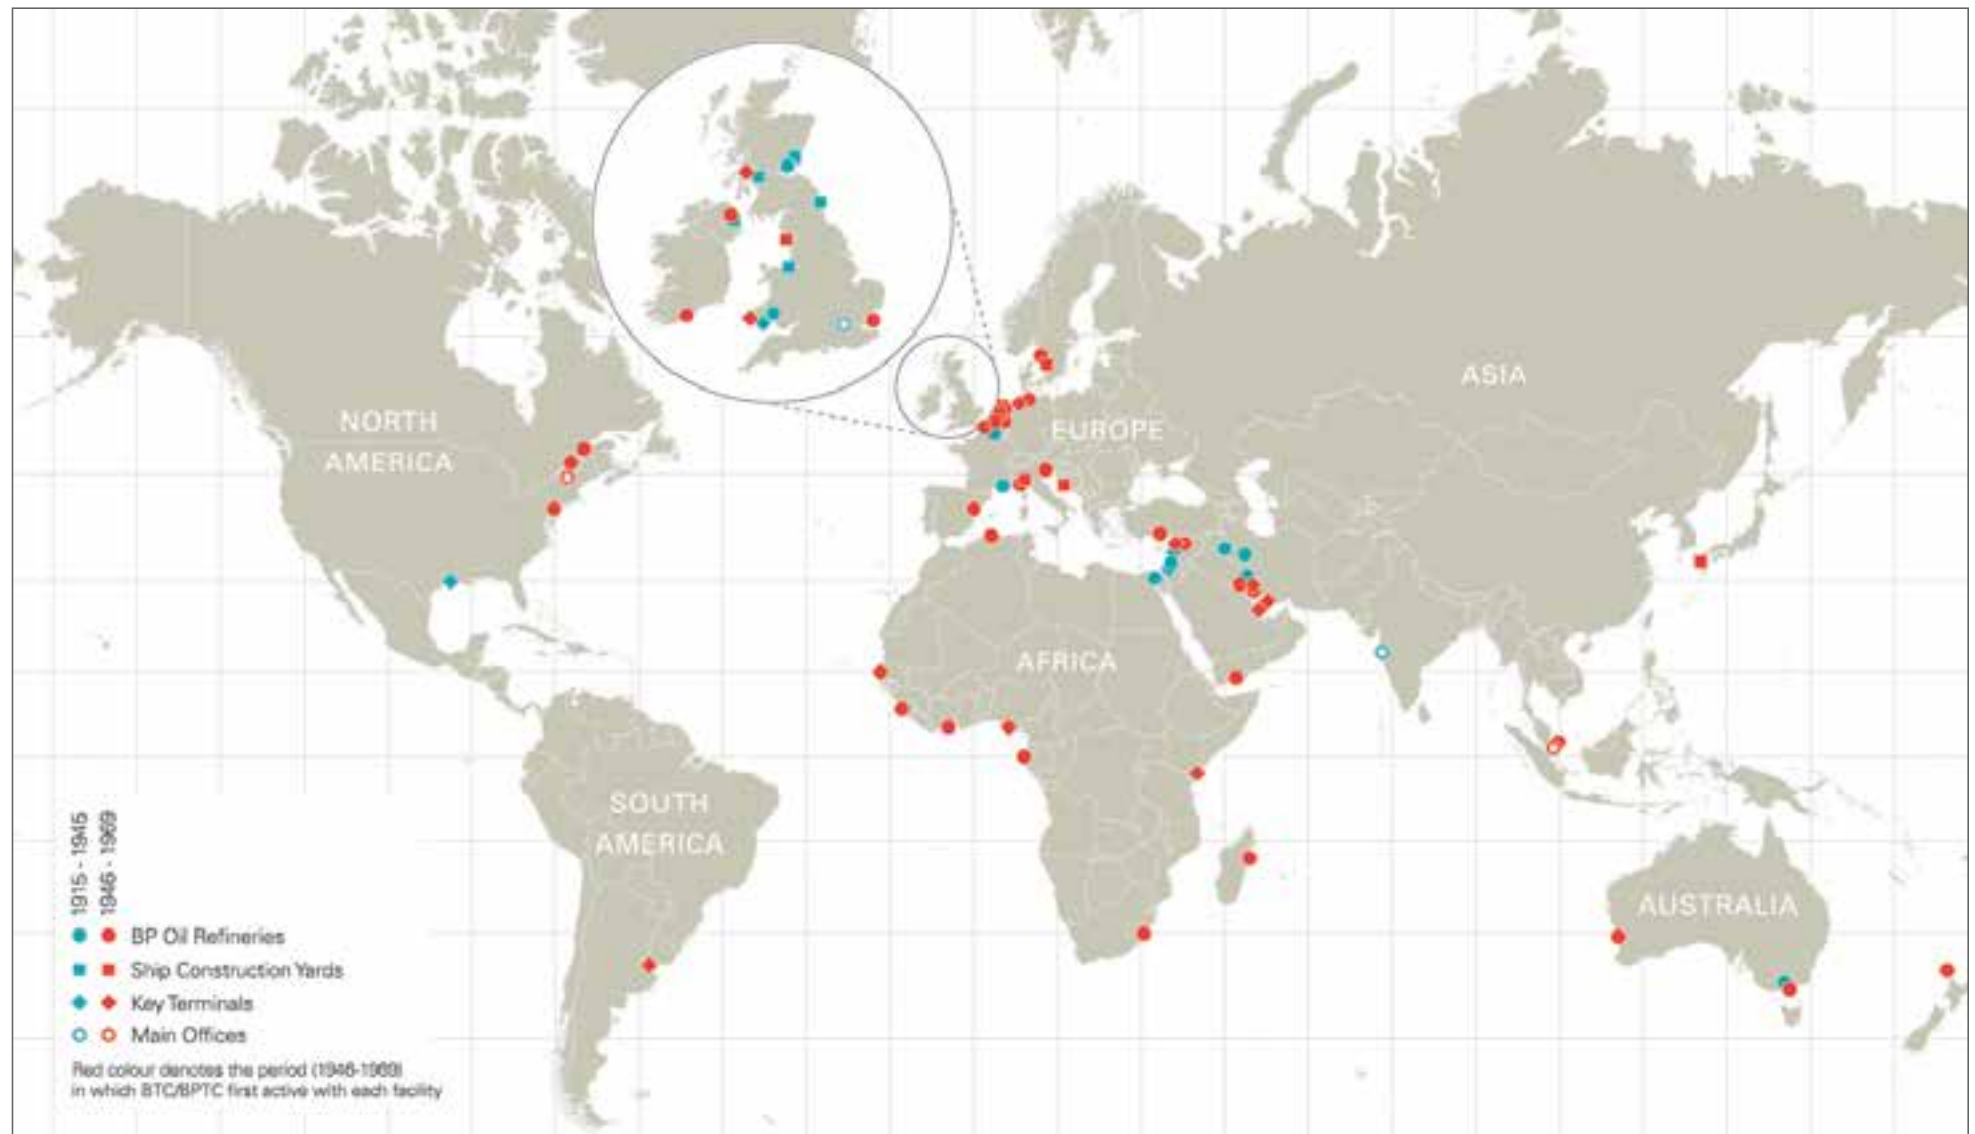 NORTH
AMERICA
EUROPE
ASIA
AFRICA
SOUTH
AMERICA
AUSTRALIA
1915 - 1945
1946 - 1969
BP Oil Refineries
Ship Construction Yards
Key Terminals
Main Offices
Red colour denotes the period (1946-1969)
in which BTC/BPTC first active with each facility